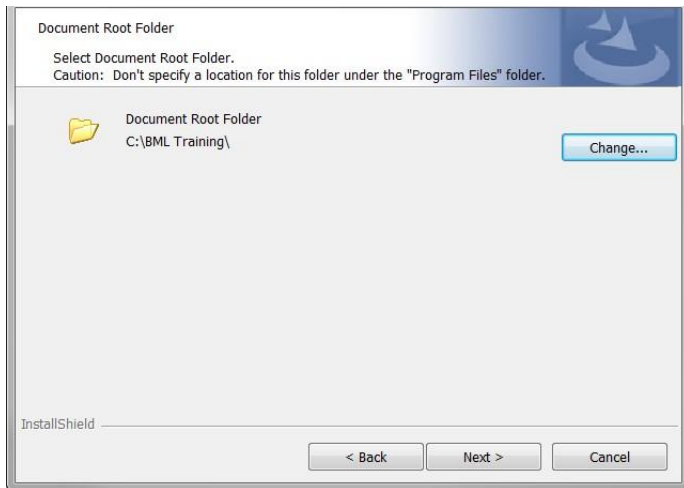 Document Root Folder
Select Document Root Folder.
Caution: Don't specify a location for this folder under the "Program Files" folder.
Document Root Folder
C:\BML Training\
Change...
InstallShield
< Back
Next >
Cancel